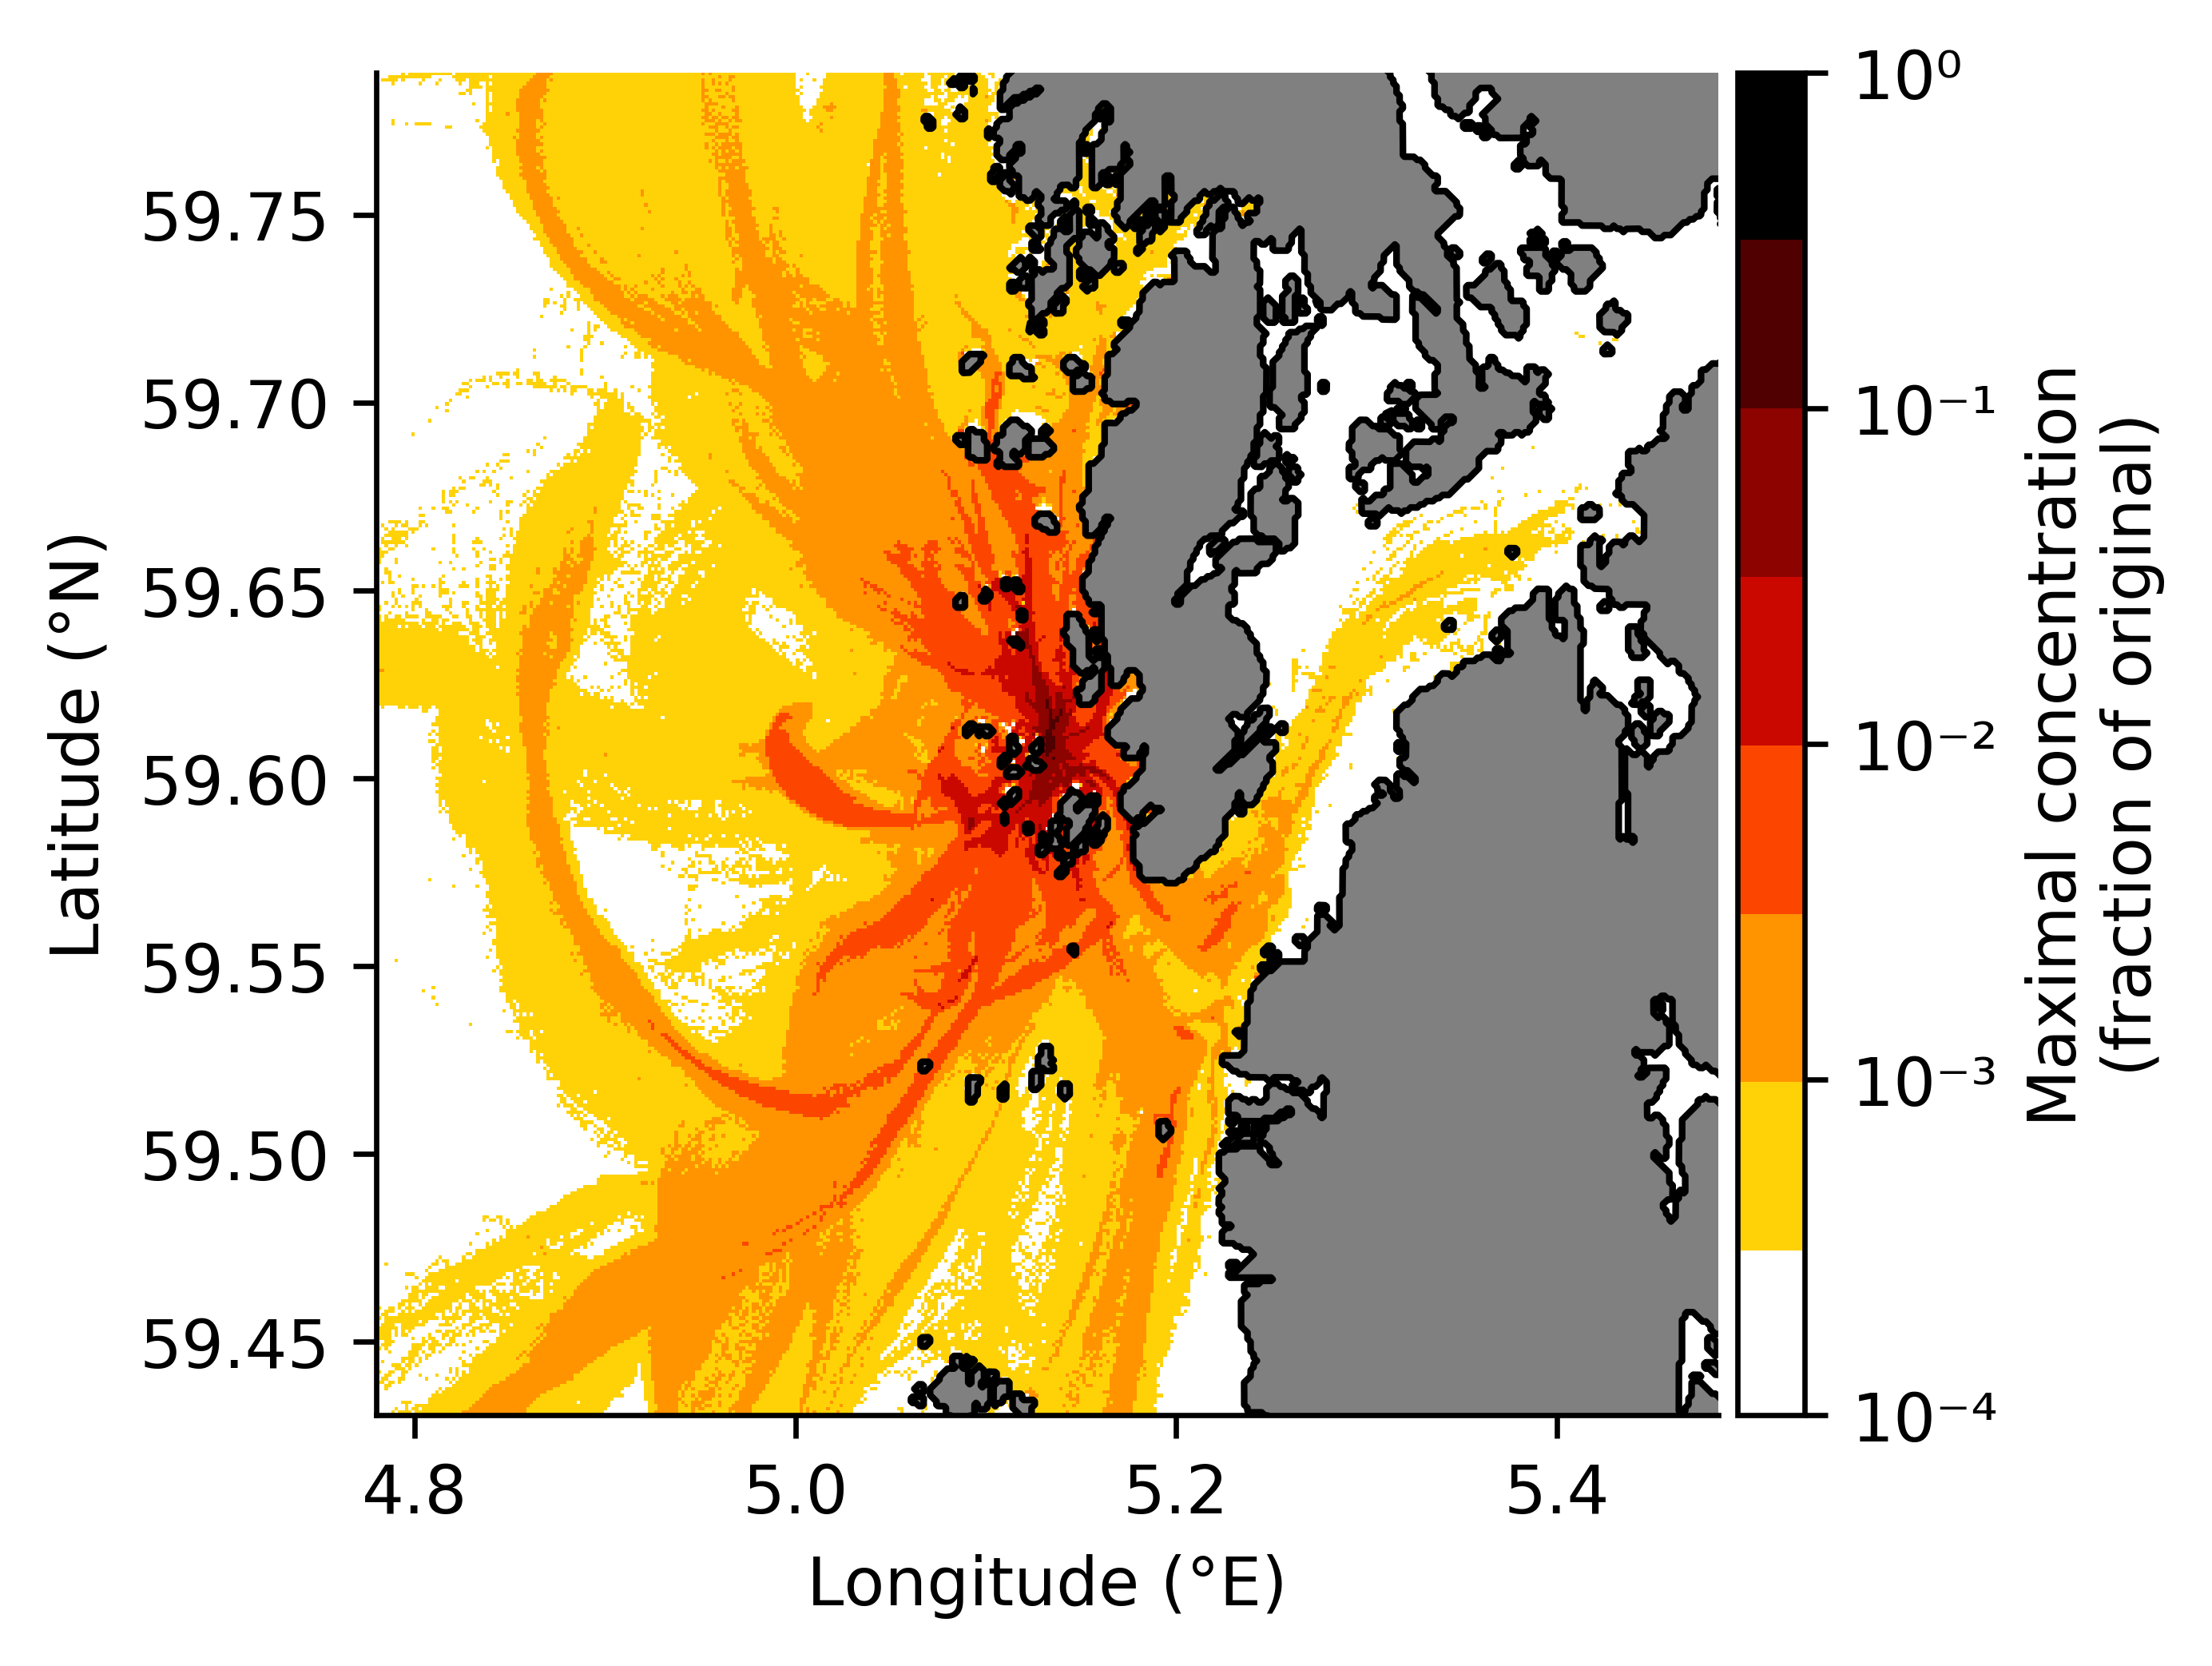 59.75
59.70
59.65
59.60
59.55
59.50
59.45
Latitude (°N)
4.8 5.0 5.2 5.4
Longitude (°E)
10⁰
10⁻¹
10⁻²
10⁻³
10⁻⁴
Maximal concentration
(fraction of original)